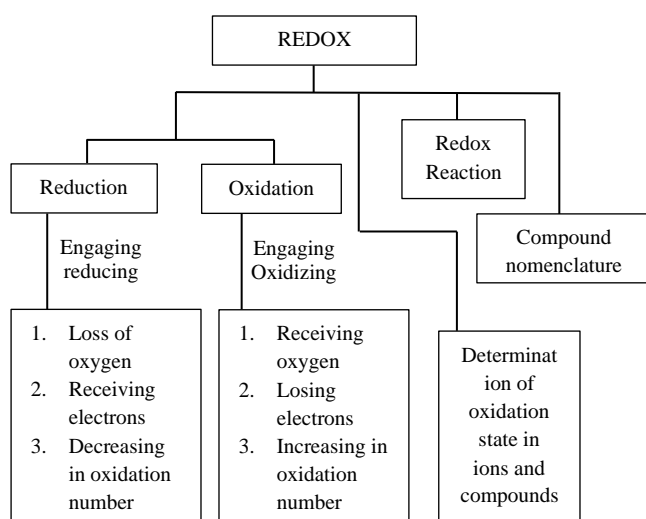 REDOX
Redox
Reaction
Reduction
Oxidation
Compound
nomenclature
Engaging
reducing
Engaging
Oxidizing
1. Loss of
oxygen
2. Receiving
electrons
3. Decreasing
in oxidation
number
1. Receiving
oxygen
2. Losing
electrons
3. Increasing in
oxidation
number
Determinat
ion of
oxidation
state in
ions and
compounds